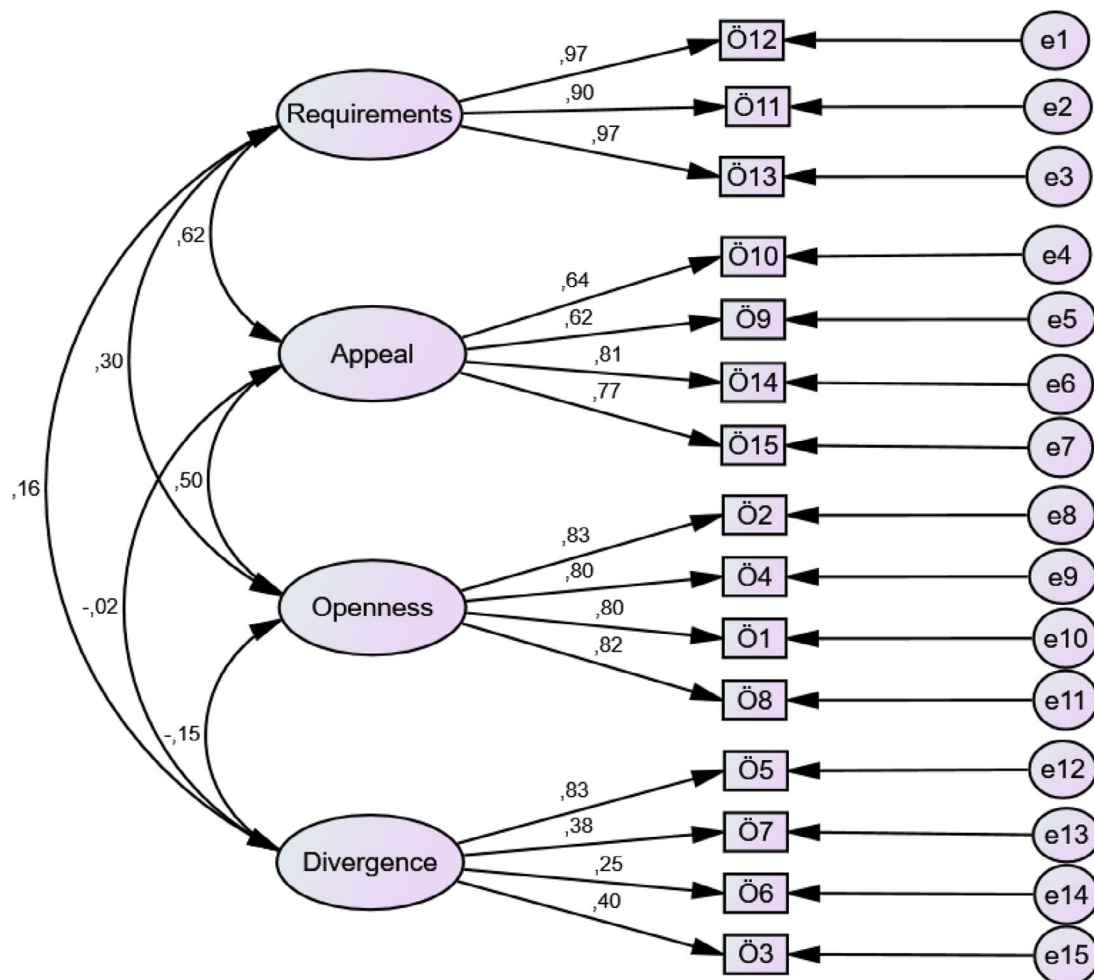 Ö12
e1
,97
Requirements
,90
Ö11
e2
,97
Ö13
e3
,62
Ö10
e4
,64
Ö9
e5
,62
Appeal
,81
Ö14
e6
,30
,77
Ö15
e7
,16
,50
Ö2
e8
,83
Ö4
e9
,80
Openness
,80
Ö1
e10
-,02
,82
Ö8
e11
-,15
Ö5
e12
,83
Ö7
e13
,38
Divergence
,25
Ö6
e14
,40
Ö3
e15